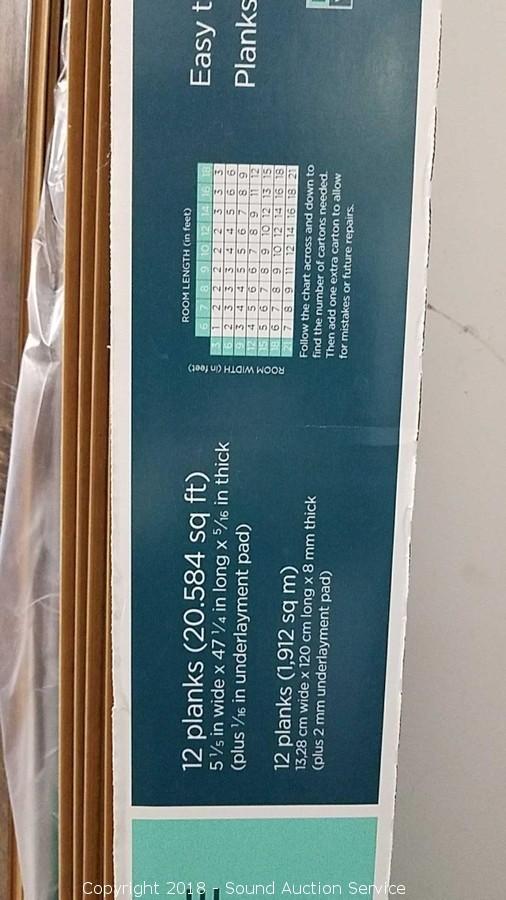 Easy t
Planks
ROOM LENGTH (in feet)
6 7 8 9 10 12 14 16 18
3 1 2 2 2 2 2 3 3 3
6 2 3 3 3 4 4 5 6 6
9 3 4 4 5 5 6 7 8 9
12 4 5 6 6 7 8 9 11 12
15 5 6 7 8 9 10 12 13 15
18 6 7 8 9 10 12 14 16 18
21 7 8 9 11 12 14 16 18 21
ROOM WIDTH (in feet)
Follow the chart across and down to
find the number of cartons needed.
Then add one extra carton to allow
for mistakes or future repairs.
12 planks (20.584 sq ft)
5 1/5 in wide x 47 1/4 in long x 5/16 in thick
(plus 1/16 in underlayment pad)
12 planks (1,912 sq m)
13,28 cm wide x 120 cm long x 8 mm thick
(plus 2 mm underlayment pad)
Copyright 2018 - Sound Auction Service